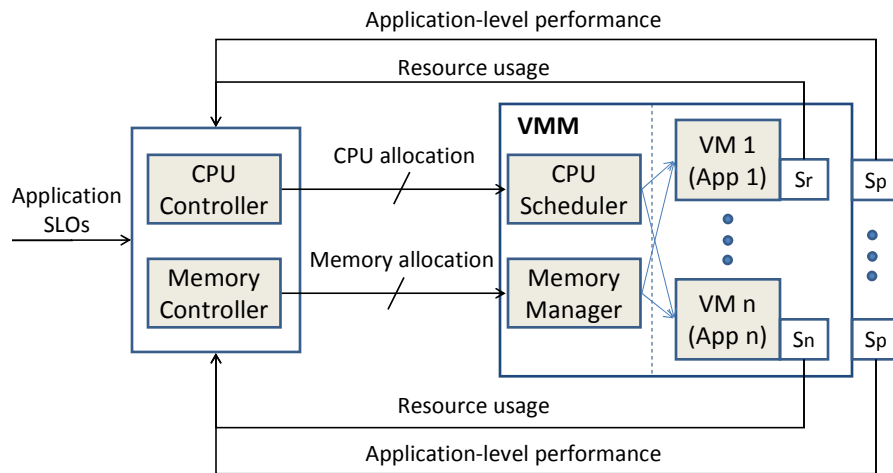 Application-level performance
Resource usage
VMM
CPU allocation
CPU
Controller
CPU
Scheduler
VM 1
(App 1)
Sr
Sp
Application
SLOs
Memory allocation
Memory
Controller
Memory
Manager
VM n
(App n)
Sn
Sp
Resource usage
Application-level performance